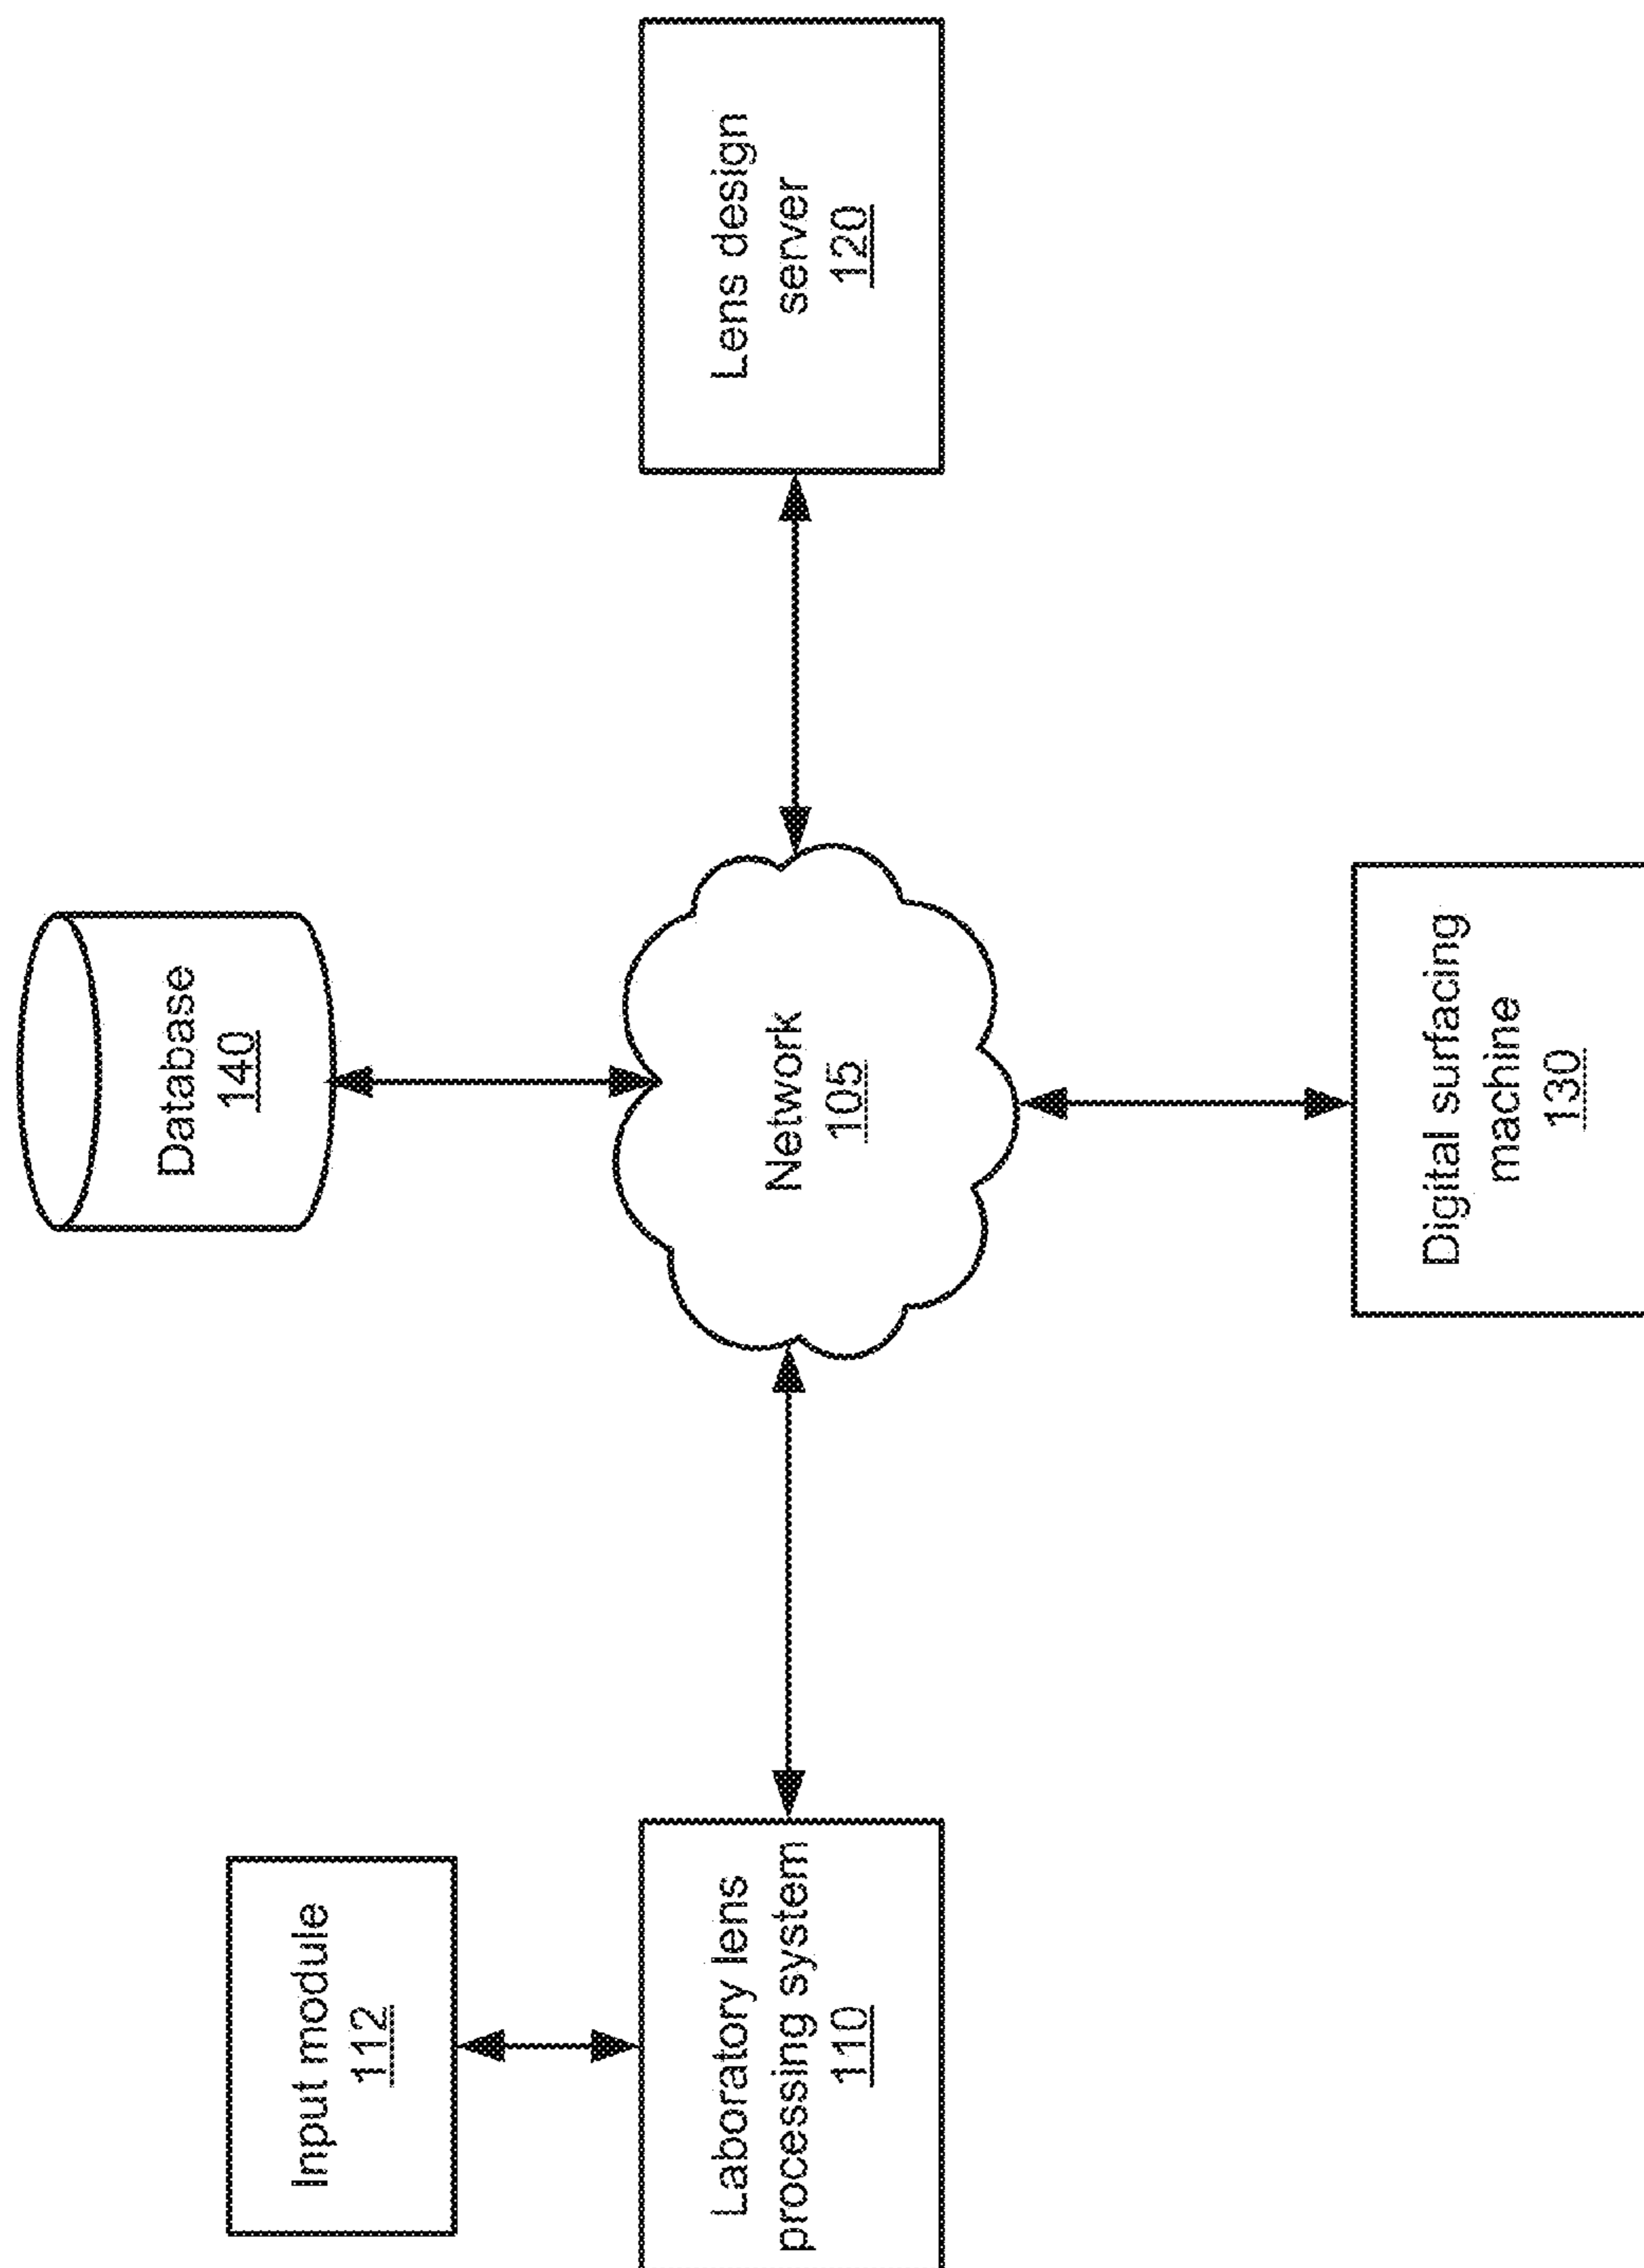 Input module
112
Laboratory lens
processing system
110
Database
140
Network
105
Digital surfacing
machine
130
Lens design
server
120